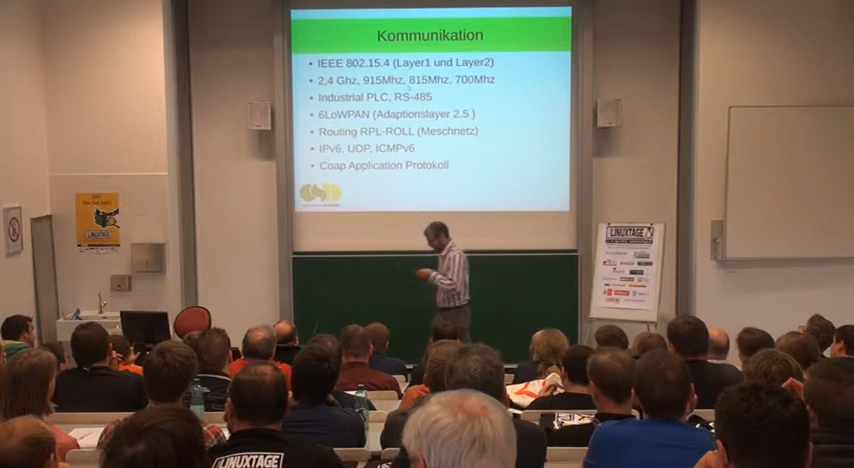 Kommunikation
• IEEE 802.15.4 (Layer1 und Layer2)
• 2,4 Ghz, 915Mhz, 815Mhz, 700Mhz
• Industrial PLC, RS-485
• 6LoWPAN (Adaptionslayer 2.5 )
• Routing RPL-ROLL (Meschnetz)
• IPv6, UDP, ICMPv6
• Coap Application Protokoll
LINUXTAGE
LINUXTAGE